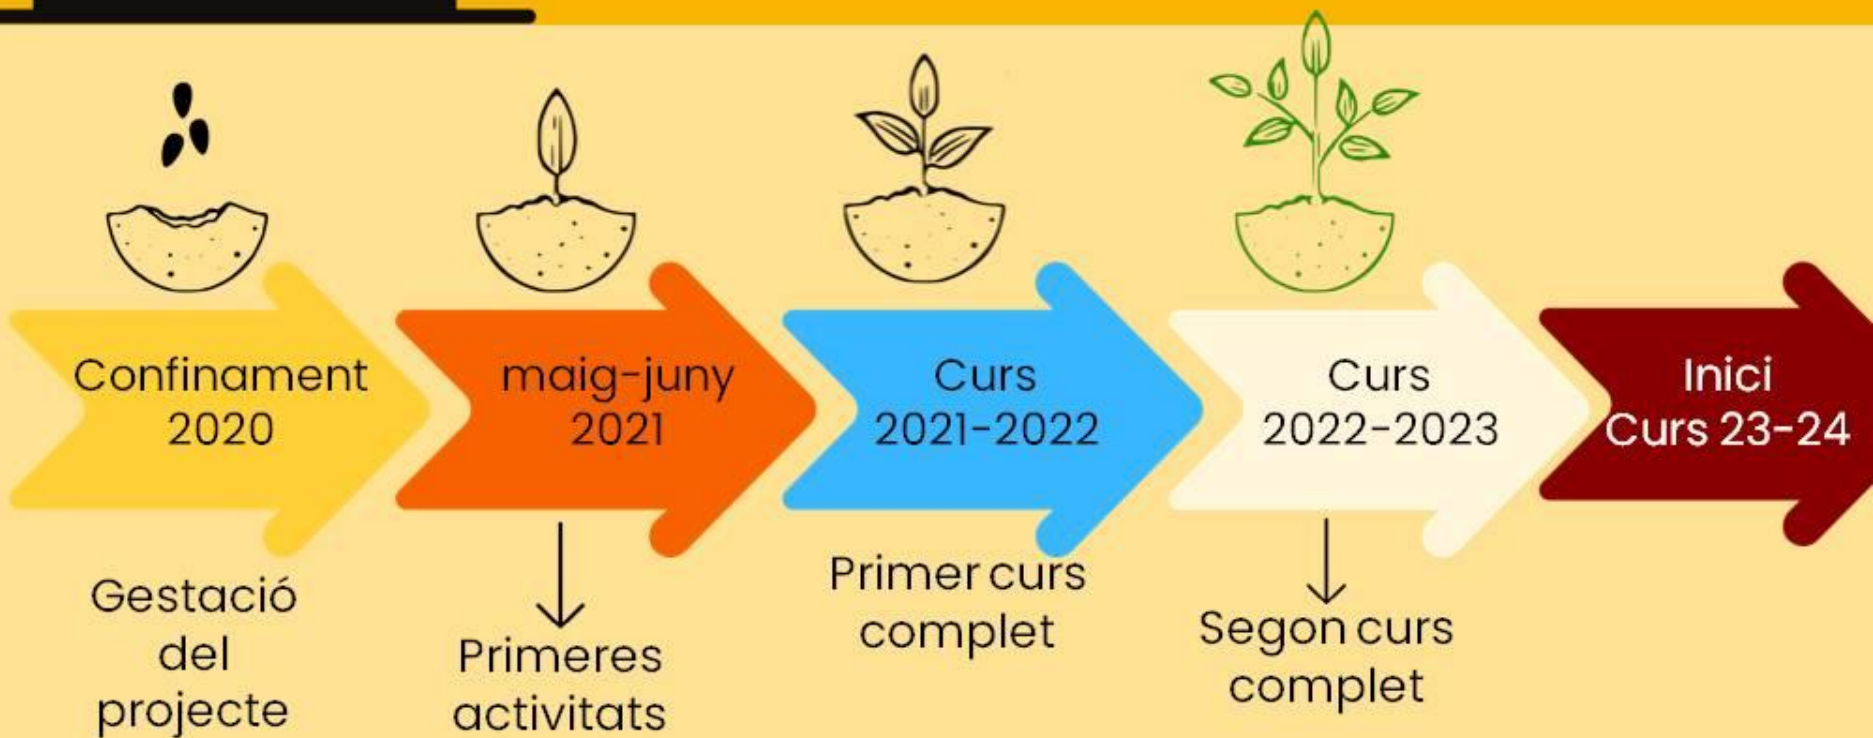 Confinament
2020
maig-juny
2021
Curs
2021-2022
Curs
2022-2023
Inici
Curs 23-24
Gestació
del
projecte
Primeres
activitats
Primer curs
complet
Segon curs
complet